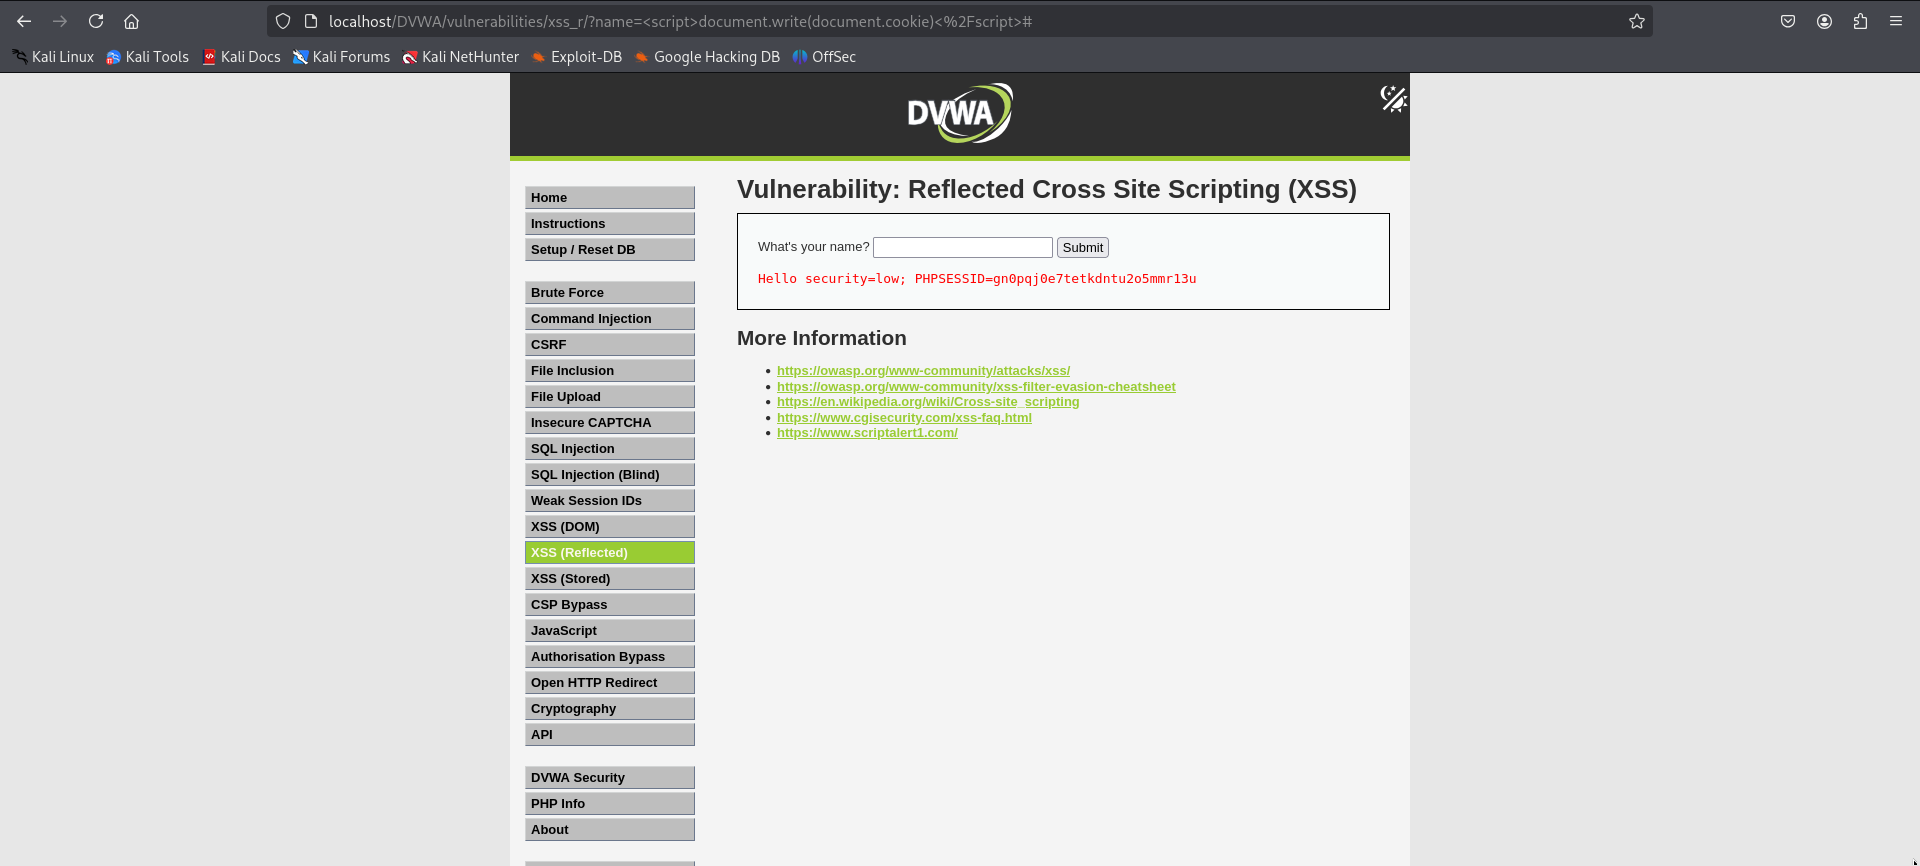 localhost/DVWA/vulnerabilities/xss_r/?name=<script>document.write(document.cookie)<%2Fscript>#
Kali Linux Kali Tools Kali Docs Kali Forums Kali NetHunter Exploit-DB Google Hacking DB OffSec
DVWA
Home
Instructions
Setup / Reset DB
Brute Force
Command Injection
CSRF
File Inclusion
File Upload
Insecure CAPTCHA
SQL Injection
SQL Injection (Blind)
Weak Session IDs
XSS (DOM)
XSS (Reflected)
XSS (Stored)
CSP Bypass
JavaScript
Authorisation Bypass
Open HTTP Redirect
Cryptography
API
DVWA Security
PHP Info
About
Vulnerability: Reflected Cross Site Scripting (XSS)
What's your name? Submit
Hello security=low; PHPSESSID=gn0pqj0e7tetkdntu2o5mmr13u
More Information
https://owasp.org/www-community/attacks/xss/
https://owasp.org/www-community/xss-filter-evasion-cheatsheet
https://en.wikipedia.org/wiki/Cross-site_scripting
https://www.cgisecurity.com/xss-faq.html
https://www.scriptalert1.com/